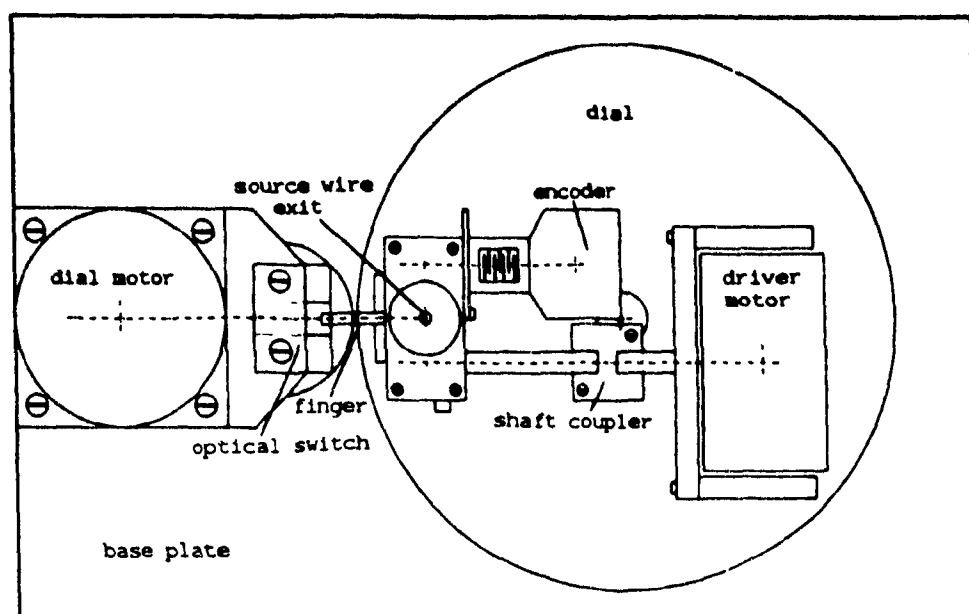 dial
source wire
exit
encoder
dial motor
driver
motor
finger
shaft coupler
optical switch
base plate